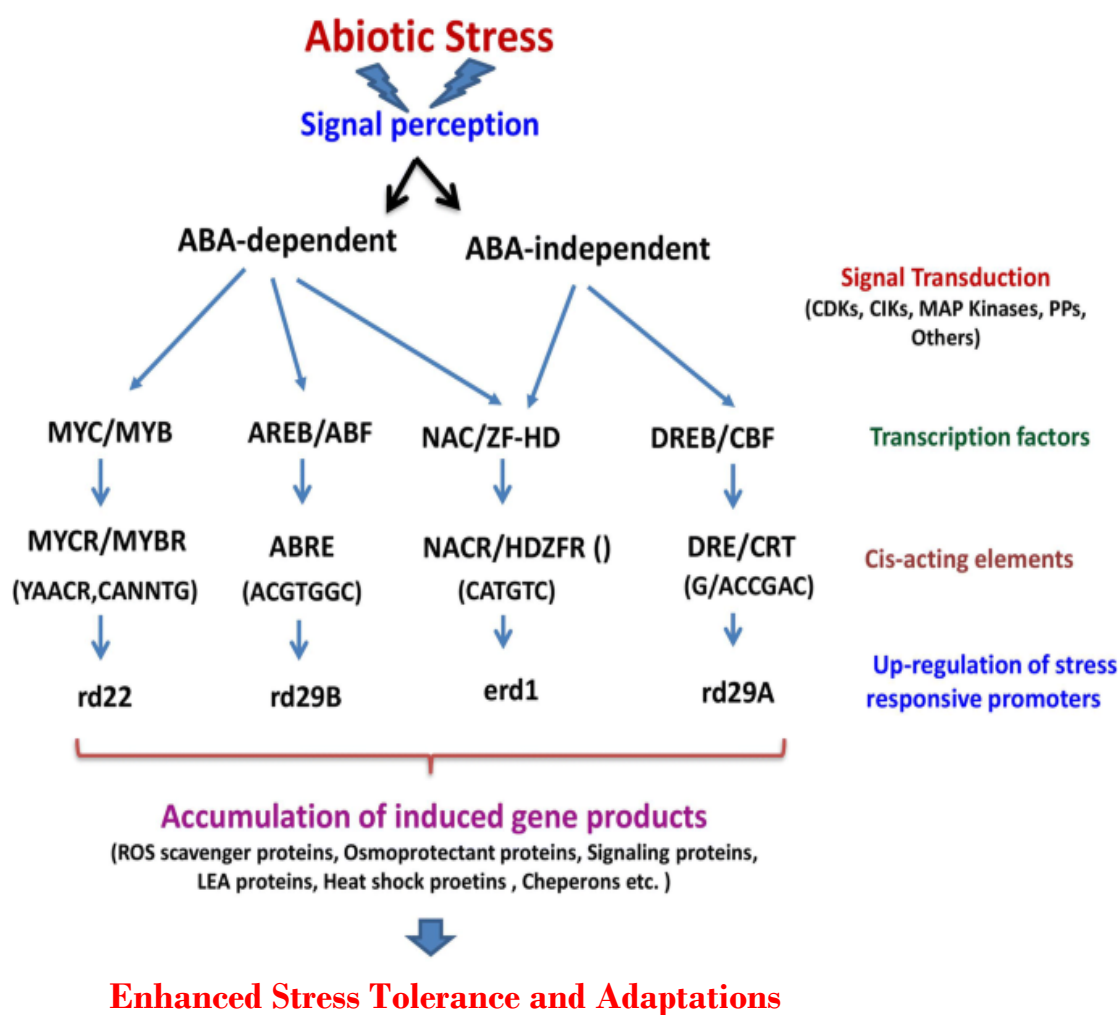 Abiotic Stress
Signal perception
ABA-dependent
ABA-independent
Signal Transduction
(CDKs, CIKs, MAP Kinases, PPs,
Others)
MYC/MYB
AREB/ABF
NAC/ZF-HD
DREB/CBF
Transcription factors
MYCR/MYBR
(YAACR,CANNTG)
ABRE
(ACGTGGC)
NACR/HDZFR ()
(CATGTC)
DRE/CRT
(G/ACCGAC)
Cis-acting elements
rd22
rd29B
erd1
rd29A
Up-regulation of stress
responsive promoters
Accumulation of induced gene products
(ROS scavenger proteins, Osmoprotectant proteins, Signaling proteins,
LEA proteins, Heat shock proetins , Cheperons etc. )
Enhanced Stress Tolerance and Adaptations